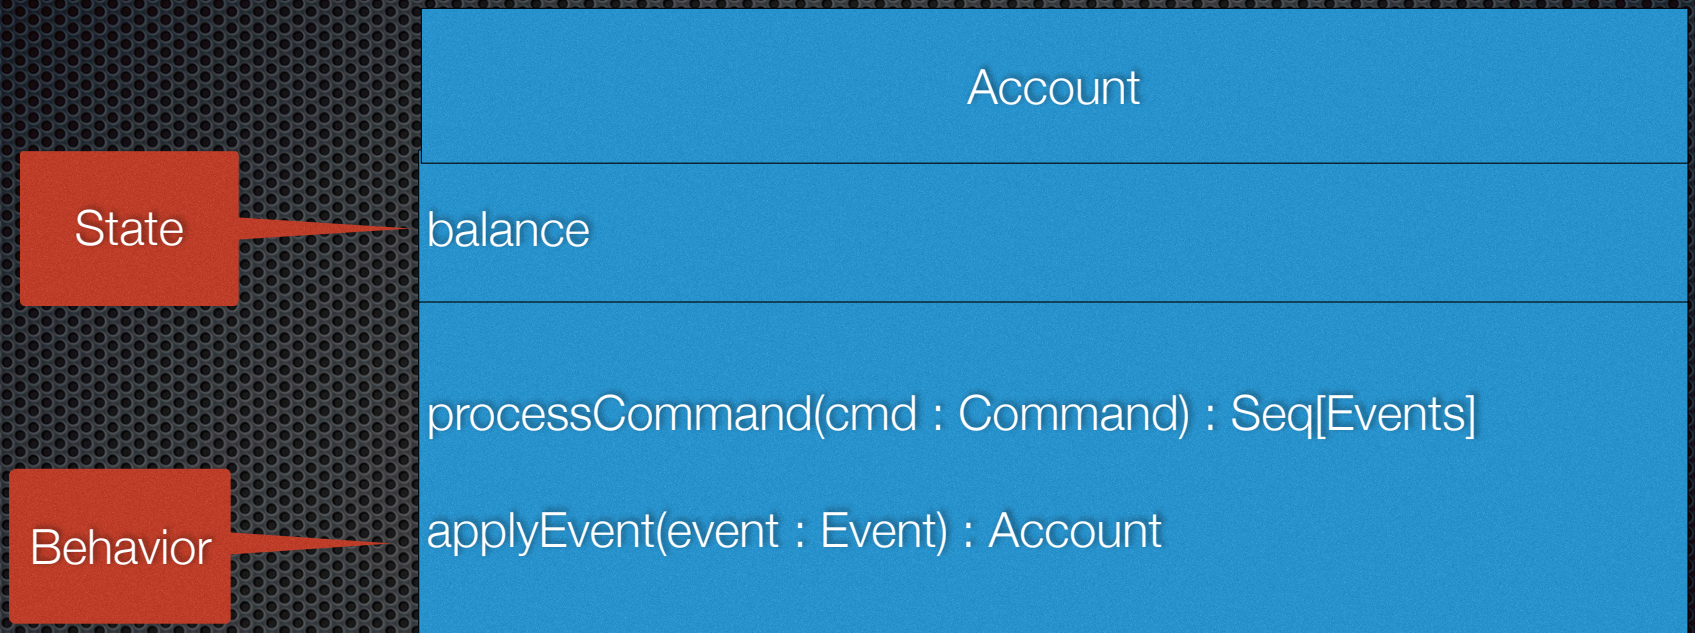 Account
State
balance
processCommand(cmd : Command) : Seq[Events]
Behavior
applyEvent(event : Event) : Account